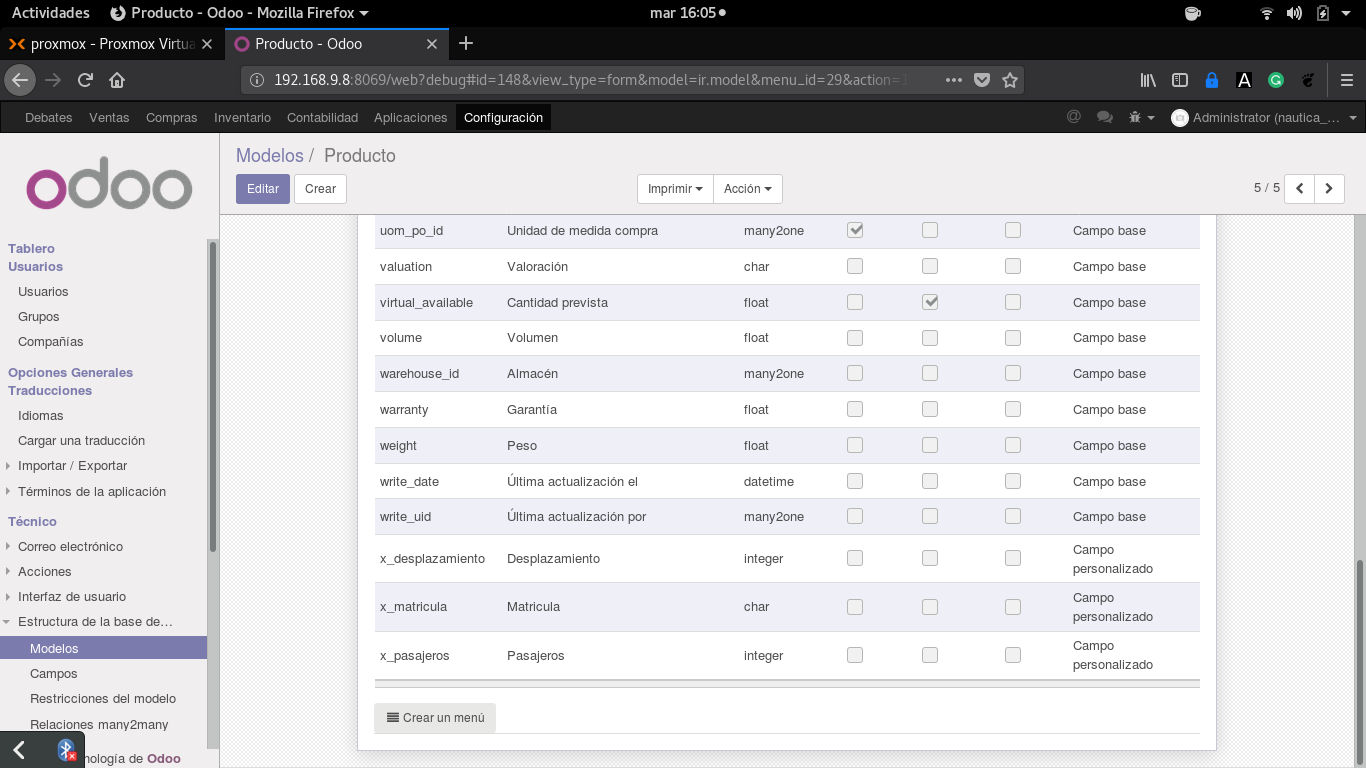 Actividades Producto - Odoo - Mozilla Firefox mar 16:05
proxmox - Proxmox Virtu Producto - Odoo
192.168.9.8:8069/web?debug#id=148&view_type=form&model=ir.model&menu_id=29&action=
Debates Ventas Compras Inventario Contabilidad Aplicaciones Configuración Administrator (nautica_...
odoo
Modelos / Producto
Editar Crear Imprimir Acción 5 / 5
Tablero
Usuarios
Usuarios
Grupos
Compañías
Opciones Generales
Traducciones
Idiomas
Cargar una traducción
Importar / Exportar
Términos de la aplicación
Técnico
Correo electrónico
Acciones
Interfaz de usuario
Estructura de la base de...
Modelos
Campos
Restricciones del modelo
Relaciones many2many
nología de Odoo
uom_po_id Unidad de medida compra many2one Campo base
valuation Valoración char Campo base
virtual_available Cantidad prevista float Campo base
volume Volumen float Campo base
warehouse_id Almacén many2one Campo base
warranty Garantía float Campo base
weight Peso float Campo base
write_date Última actualización el datetime Campo base
write_uid Última actualización por many2one Campo base
x_desplazamiento Desplazamiento integer Campo
personalizado
x_matricula Matricula char Campo
personalizado
x_pasajeros Pasajeros integer Campo
personalizado
Crear un menú